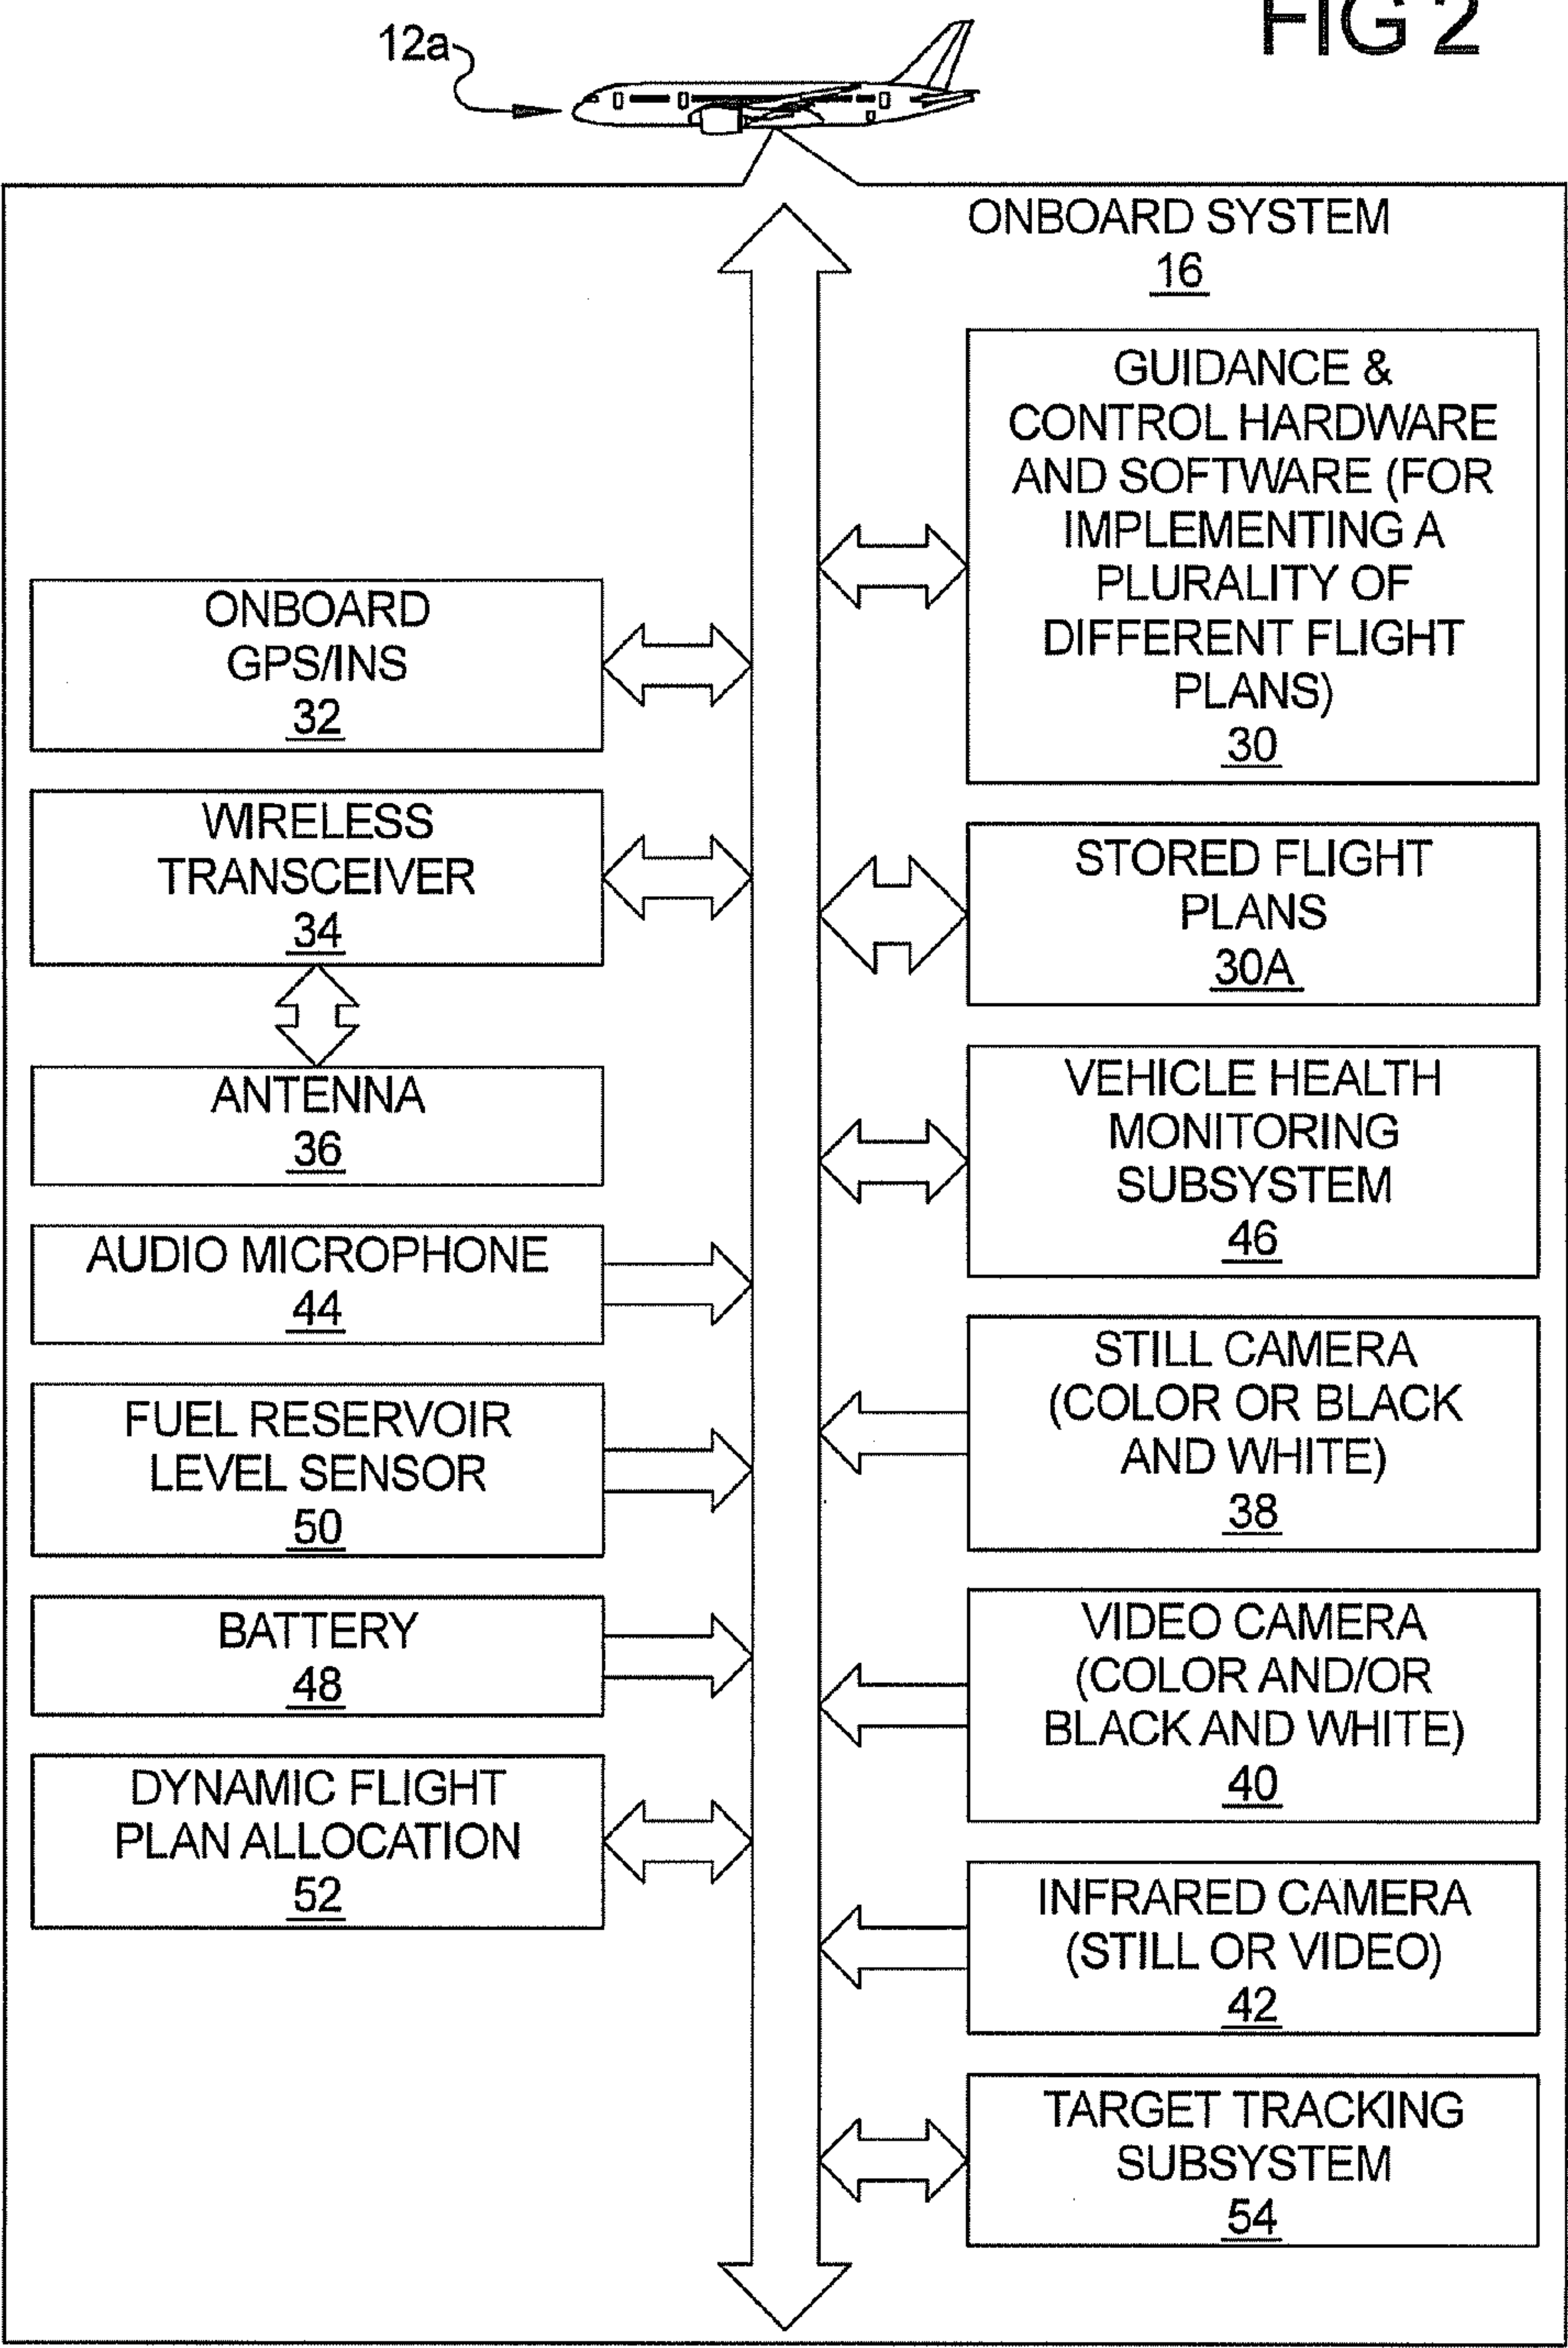 FIG 2
12a
ONBOARD SYSTEM
16
GUIDANCE &
CONTROL HARDWARE
AND SOFTWARE (FOR
IMPLEMENTING A
PLURALITY OF
DIFFERENT FLIGHT
PLANS)
30
ONBOARD
GPS/INS
32
WIRELESS
TRANSCEIVER
34
STORED FLIGHT
PLANS
30A
ANTENNA
36
VEHICLE HEALTH
MONITORING
SUBSYSTEM
46
AUDIO MICROPHONE
44
STILL CAMERA
(COLOR OR BLACK
AND WHITE)
38
FUEL RESERVOIR
LEVEL SENSOR
50
BATTERY
48
VIDEO CAMERA
(COLOR AND/OR
BLACK AND WHITE)
40
DYNAMIC FLIGHT
PLAN ALLOCATION
52
INFRARED CAMERA
(STILL OR VIDEO)
42
TARGET TRACKING
SUBSYSTEM
54